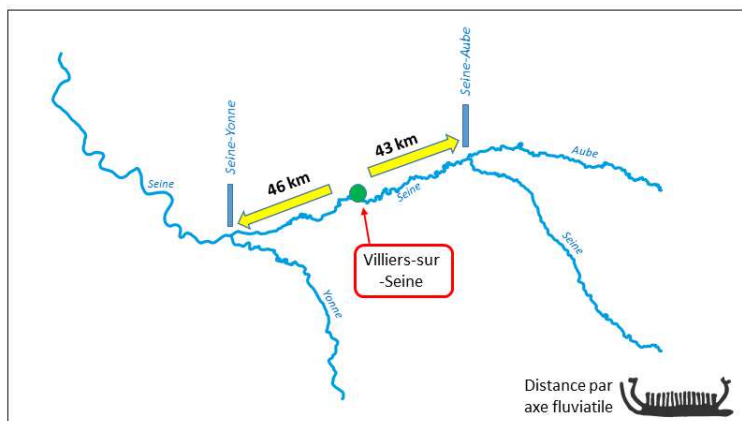 Seine-Yonne
Seine-Aube
43 km
46 km
Seine
Seine
Aube
Seine
Yonne
Villiers-sur
-Seine
Distance par
axe fluviatile